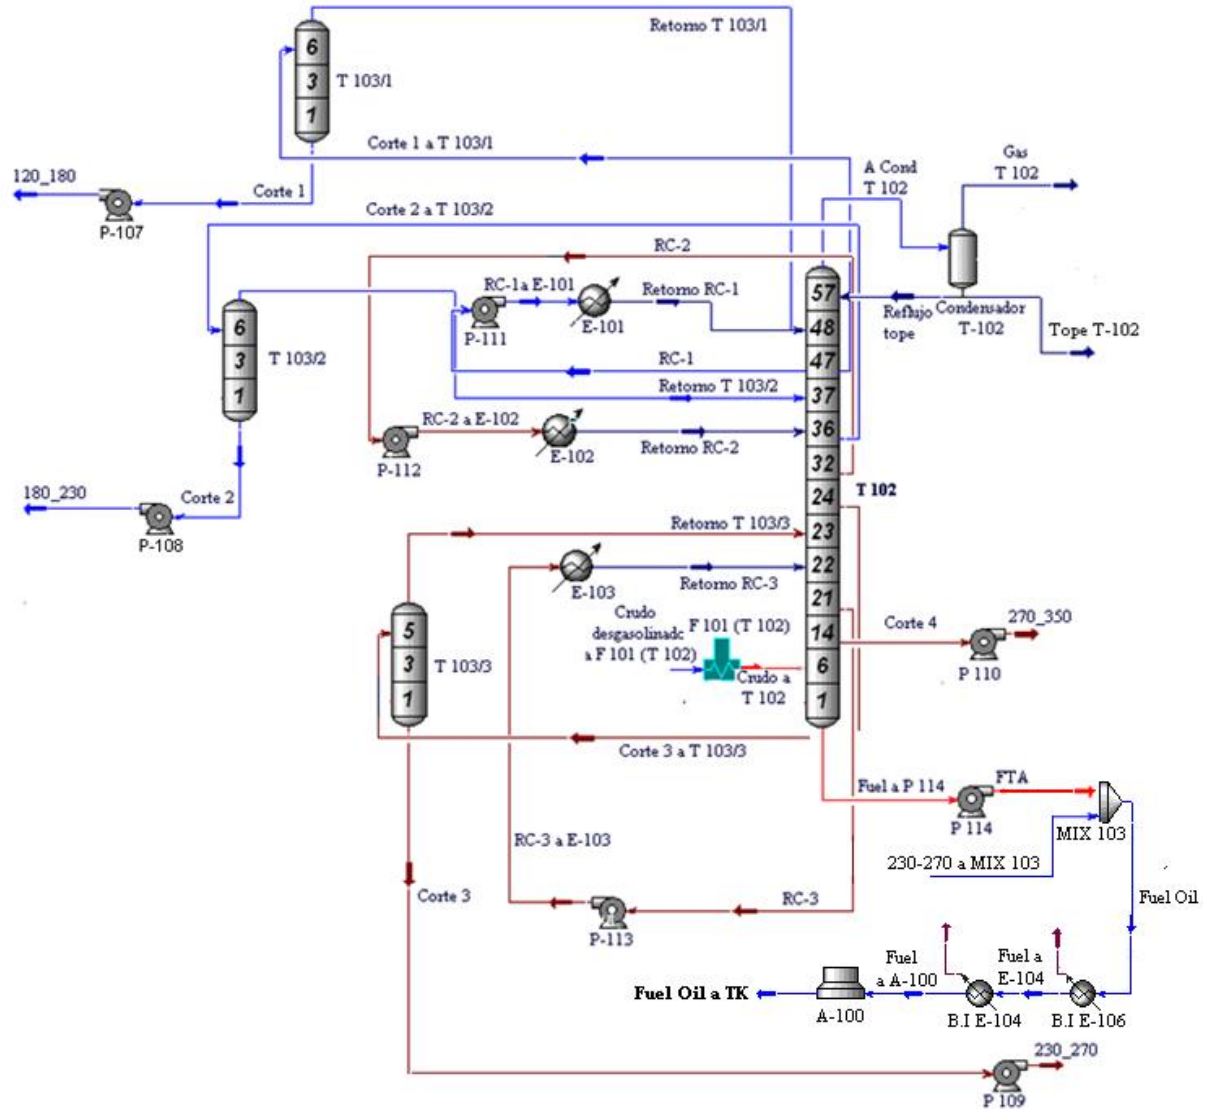 Retorno T 103/1
6
3
1
T 103/1
Corte 1 a T 103/1
120_180
Corte 1
P-107
Corte 2 a T 103/2
A Cond
T 102
Gas
T 102
RC-2
RC-1a E-101
Retorno RC-1
P-111
E-101
6
3
1
T 103/2
RC-1
Retorno T 103/2
RC-2 a E-102
Retorno RC-2
P-112
E-102
57
48
47
37
36
32
24
23
22
21
14
6
1
T 102
Reflujo
tope
Condensador
T-102
Tope T-102
180_230
Corte 2
P-108
Retorno T 103/3
E-103
Retorno RC-3
Crudo
desgasolinadc
a F 101 (T 102)
F 101 (T 102)
Crudo a
T 102
Corte 4
270_350
P 110
5
3
1
T 103/3
Corte 3 a T 103/3
Fuel a P 114
FTA
P 114
MIX 103
230-270 a MIX 103
RC-3 a E-103
Corte 3
RC-3
P-113
Fuel Oil
Fuel
a A-100
Fuel a
E-104
Fuel Oil a TK
A-100
B.I E-104
B.I E-106
230_270
P 109